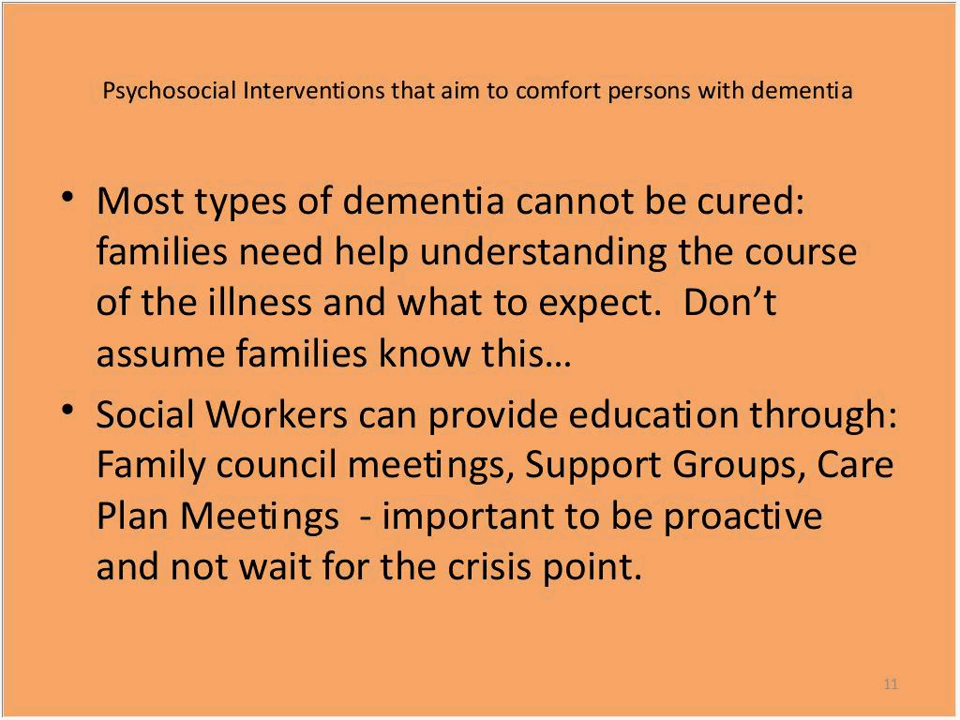 Psychosocial Interventions that aim to comfort persons with dementia
• Most types of dementia cannot be cured:
families need help understanding the course
of the illness and what to expect.  Don’t
assume families know this…
• Social Workers can provide education through:
Family council meetings, Support Groups, Care
Plan Meetings  - important to be proactive
and not wait for the crisis point.
11